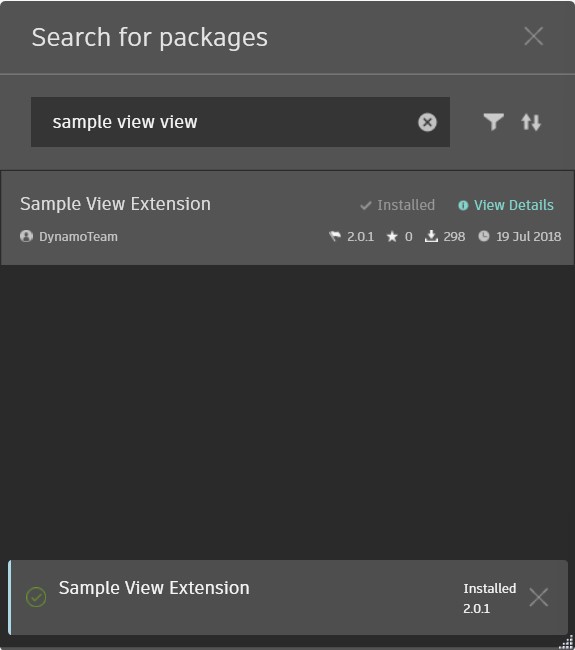 Search for packages
sample view view
Sample View Extension Installed View Details
DynamoTeam 2.0.1 0 298 19 Jul 2018
Sample View Extension Installed
2.0.1